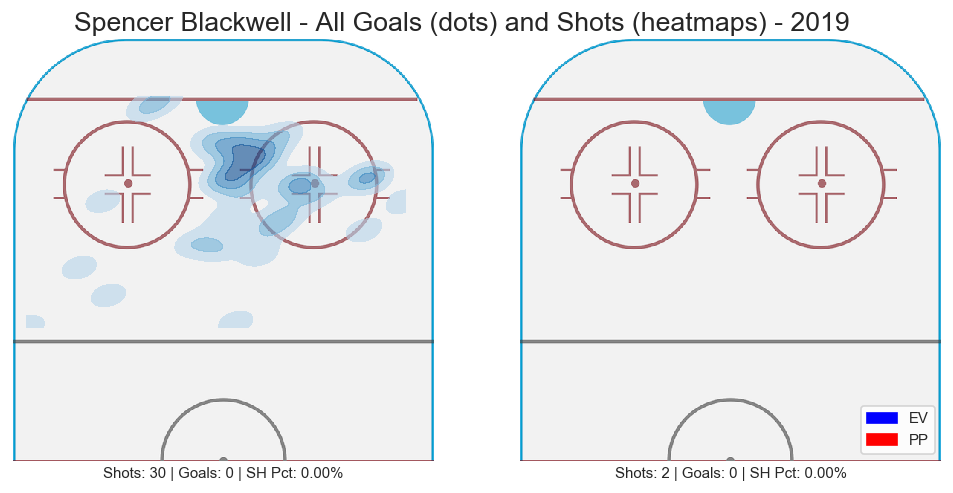 Spencer Blackwell - All Goals (dots) and Shots (heatmaps) - 2019
EV
PP
Shots: 30 | Goals: 0 | SH Pct: 0.00%
Shots: 2 | Goals: 0 | SH Pct: 0.00%